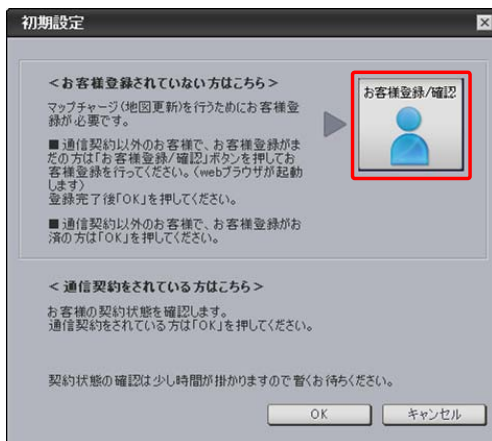 初期設定
<お客様登録されていない方はこちら>
お客様登録/確認
マップチャージ(地図更新)を行うためにお客様登
録が必要です。
■通信契約以外のお客様で、お客様登録がま
だの方は「お客様登録/確認」ボタンを押してお
客様登録を行ってください。(webブラウザが起動
します)
登録完了後「OK」を押してください。
■通信契約以外のお客様で、お客様登録がお
済の方は「OK」を押してください。
<通信契約をされている方はこちら>
お客様の契約状態を確認します。
通信契約をされている方は「OK」を押してください。
契約状態の確認は少し時間が掛かりますので暫くお待ちください。
OK
キャンセル